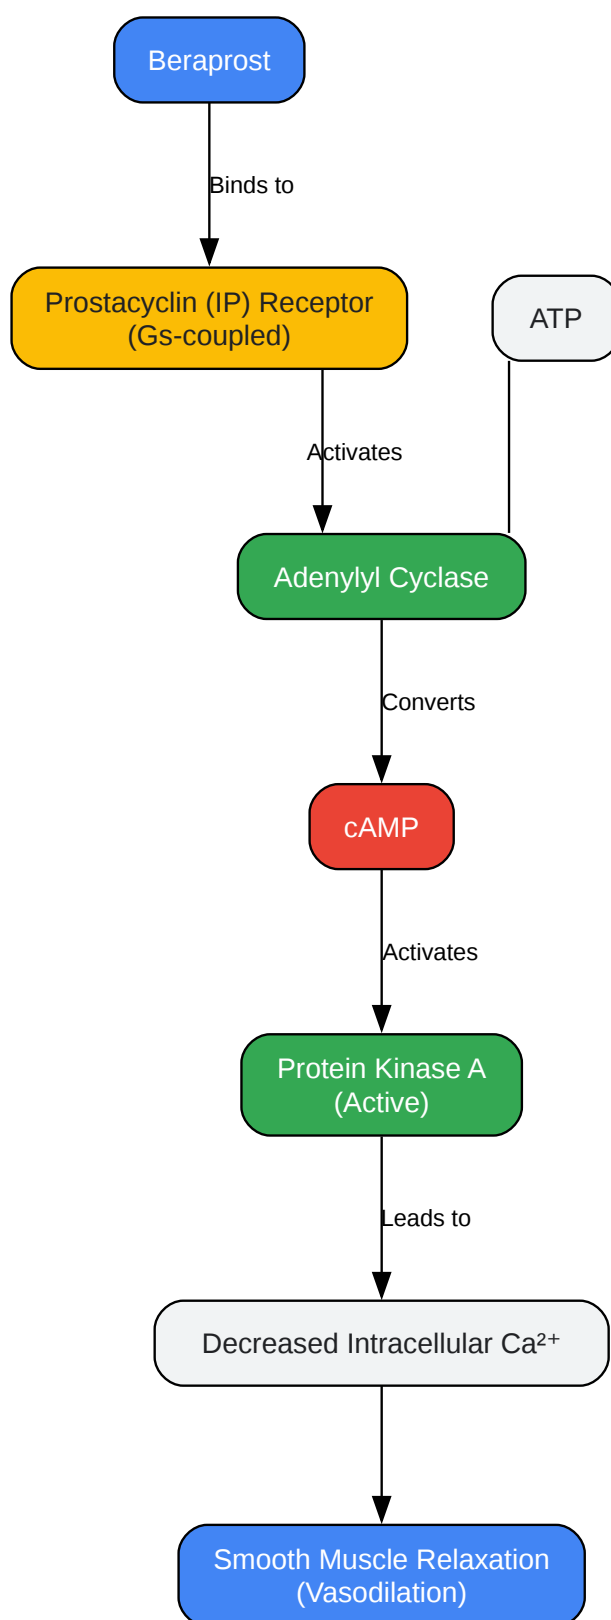 Beraprost
Binds to
Prostacyclin (IP) Receptor
(Gs-coupled)
ATP
Activates
Adenylyl Cyclase
Converts
cAMP
Activates
Protein Kinase A
(Active)
Leads to
Decreased Intracellular Ca²⁺
Smooth Muscle Relaxation
(Vasodilation)